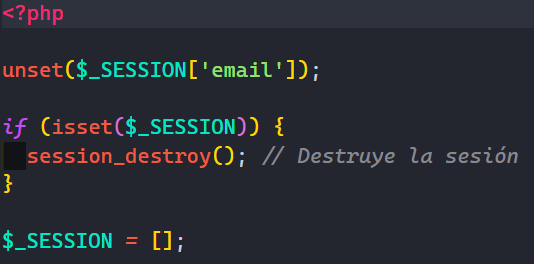 <?php
unset($_SESSION['email']);
if (isset($_SESSION)) {
session_destroy(); // Destruye la sesión
}
$_SESSION = [];